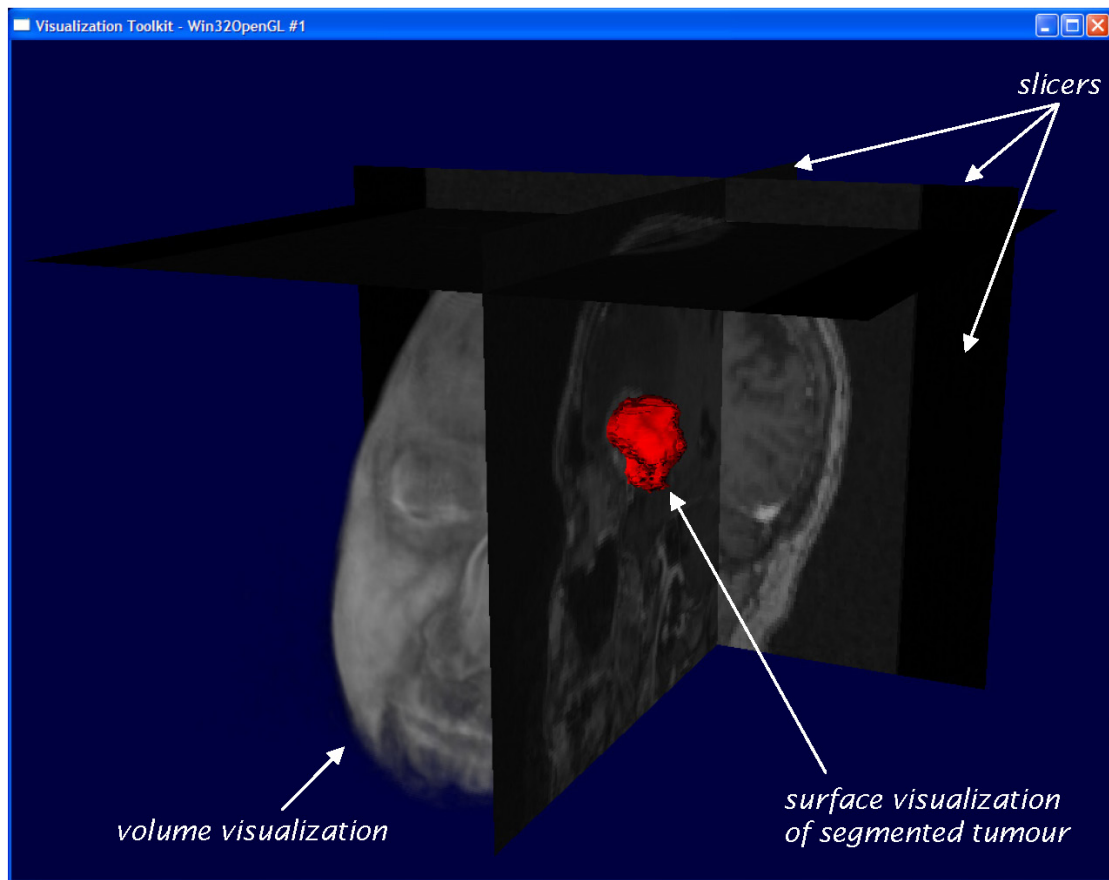 Visualization Toolkit - Win32OpenGL #1
slicers
volume visualization
surface visualization
of segmented tumour